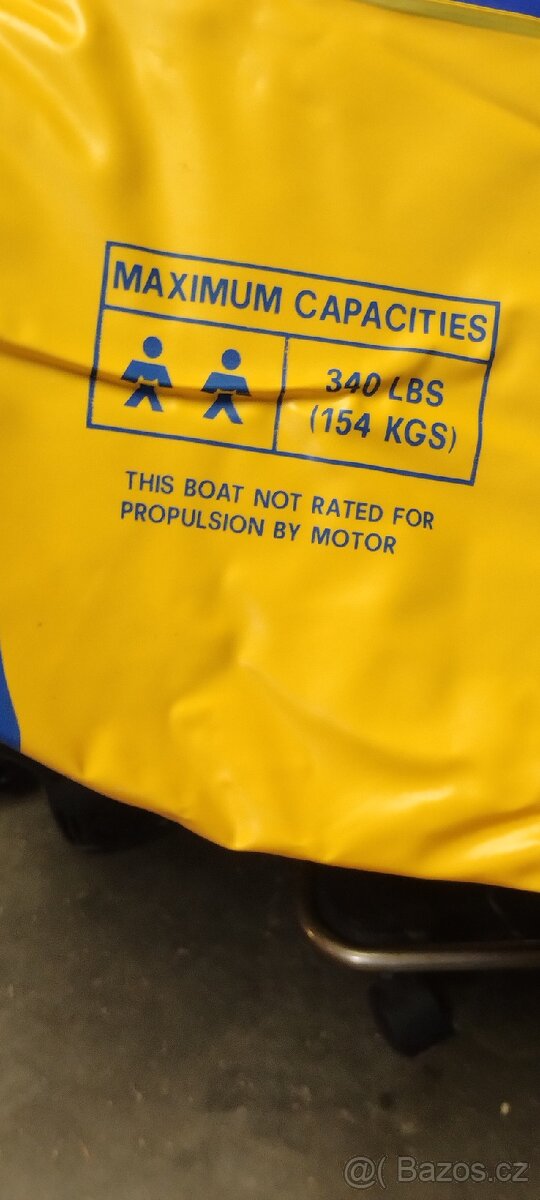 MAXIMUM CAPACITIES
340 LBS
(154 KGS)
THIS BOAT NOT RATED FOR
PROPULSION BY MOTOR
@( Bazos.cz